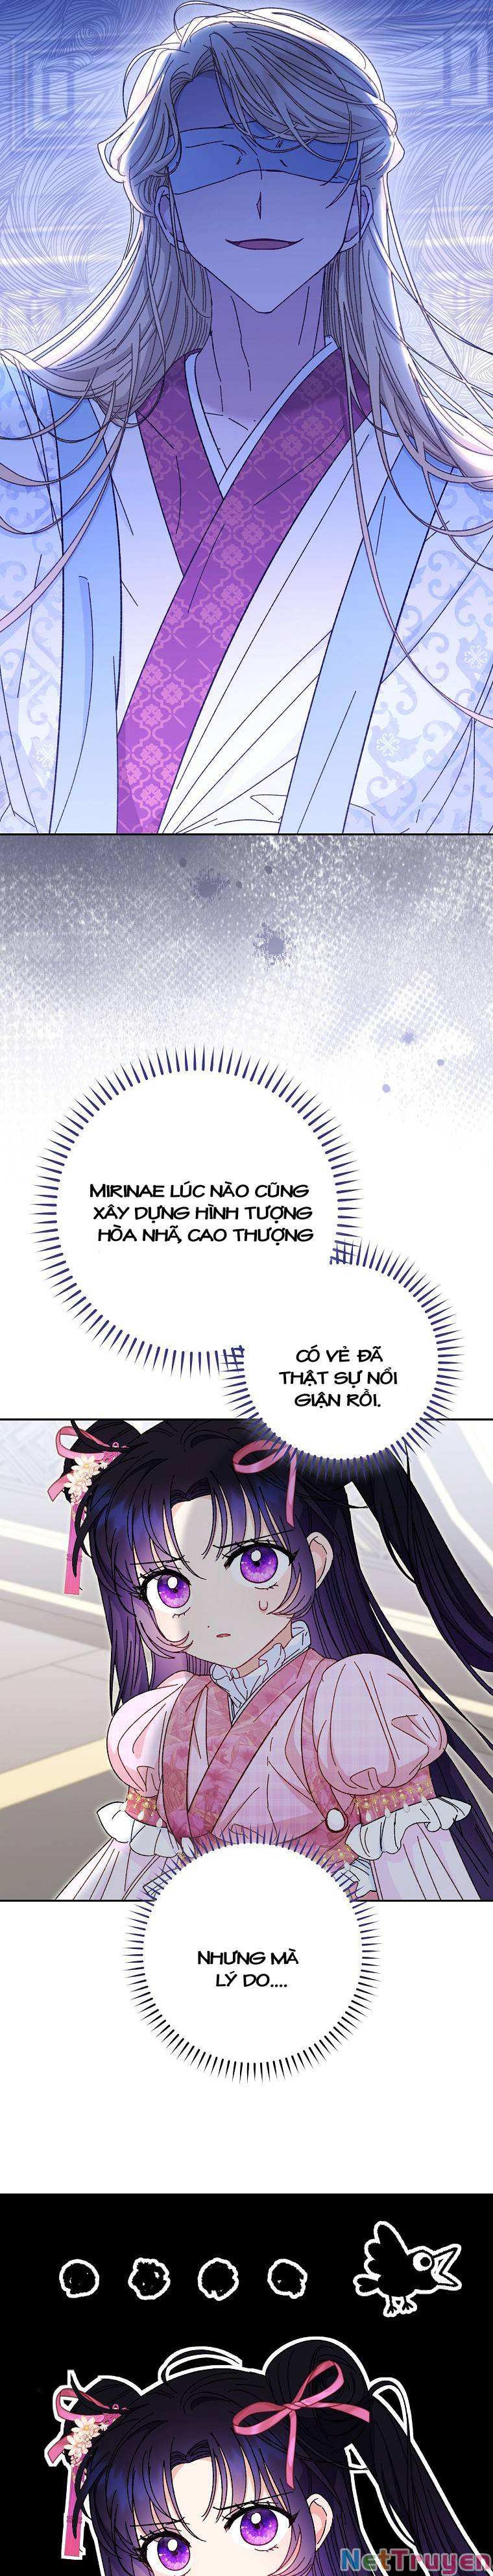 MIRINAE LÚC NÀO CŨNG
XÂY DỰNG HÌNH TƯỢNG
HÒA NHÃ, CAO THƯỢNG
CÓ VẺ ĐÃ
THẬT SỰ NỔI
GIẬN RỒI.
NHƯNG MÀ
LÝ DO....
NetTruyen